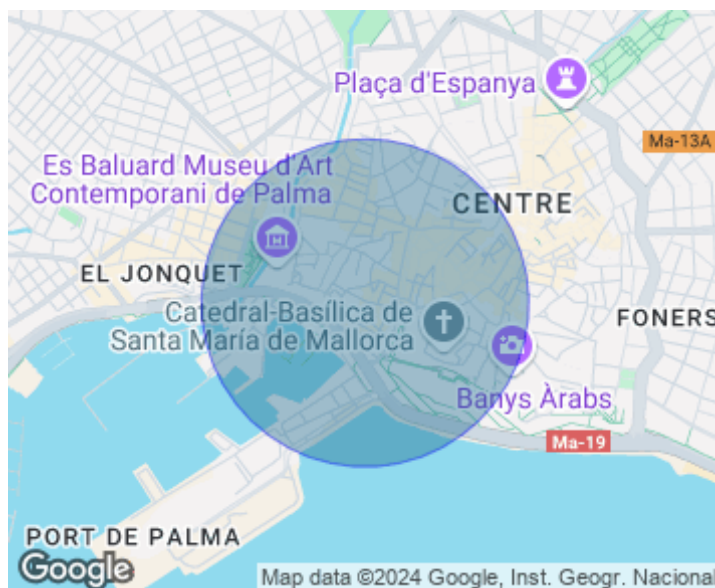 Plaça d'Espanya
Ma-13A
Es Baluard Museu d'Art
Contemporani de Palma
CENTRE
EL JONQUET
Catedral-Basílica de
Santa María de Mallorca
FONERS
Banys Àrabs
Ma-19
PORT DE PALMA
Google
Map data ©2024 Google, Inst. Geogr. Nacional